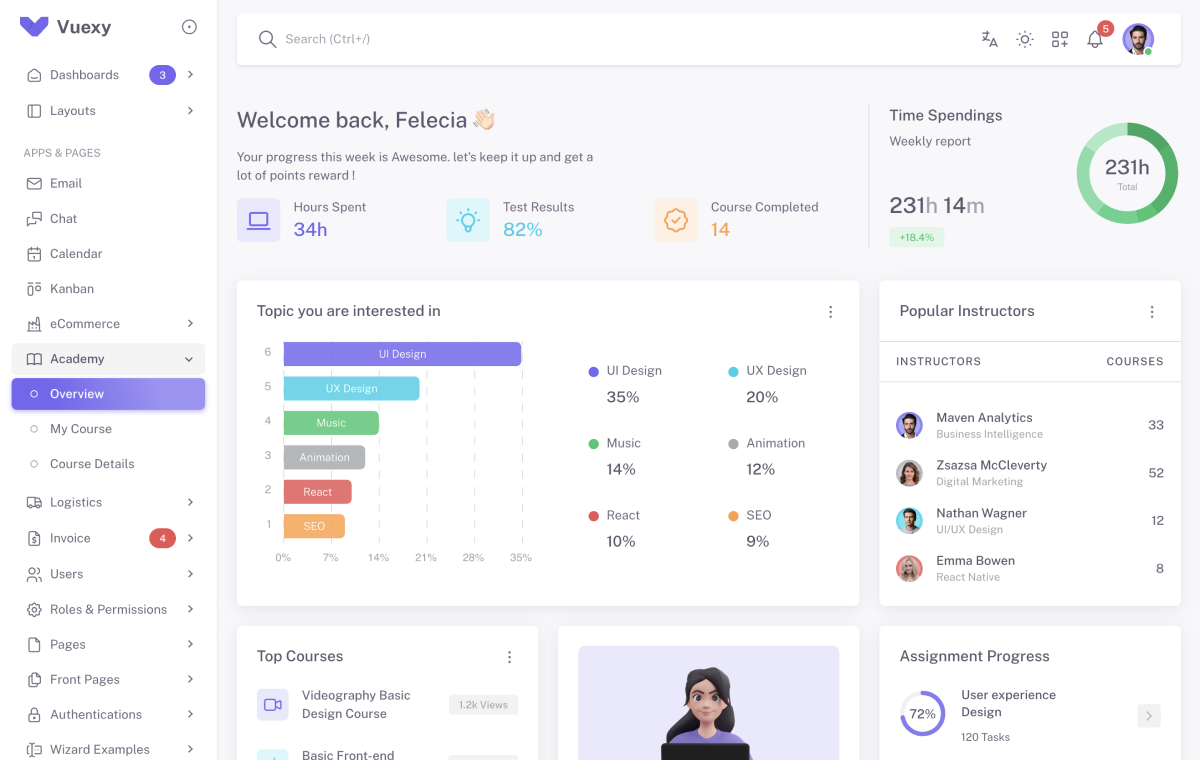 Vuexy
Dashboards
3
Layouts
APPS & PAGES
Email
Chat
Calendar
Kanban
eCommerce
Academy
Overview
My Course
Course Details
Logistics
Invoice
4
Users
Roles & Permissions
Pages
Front Pages
Authentications
Wizard Examples
Search (Ctrl+/)
5
Welcome back, Felecia 👋🏻
Your progress this week is Awesome. let's keep it up and get a
lot of points reward !
Hours Spent
34h
Test Results
82%
Course Completed
14
Time Spendings
Weekly report
231h 14m
+18.4%
231h
Total
Topic you are interested in
6
UI Design
5
UX Design
4
Music
3
Animation
2
React
1
SEO
0%
7%
14%
21%
28%
35%
UI Design
35%
UX Design
20%
Music
14%
Animation
12%
React
10%
SEO
9%
Popular Instructors
INSTRUCTORS
COURSES
Maven Analytics
Business Intelligence
33
Zsazsa McCleverty
Digital Marketing
52
Nathan Wagner
UI/UX Design
12
Emma Bowen
React Native
8
Top Courses
Videography Basic
Design Course
1.2k Views
Basic Front-end
Assignment Progress
72%
User experience
Design
120 Tasks